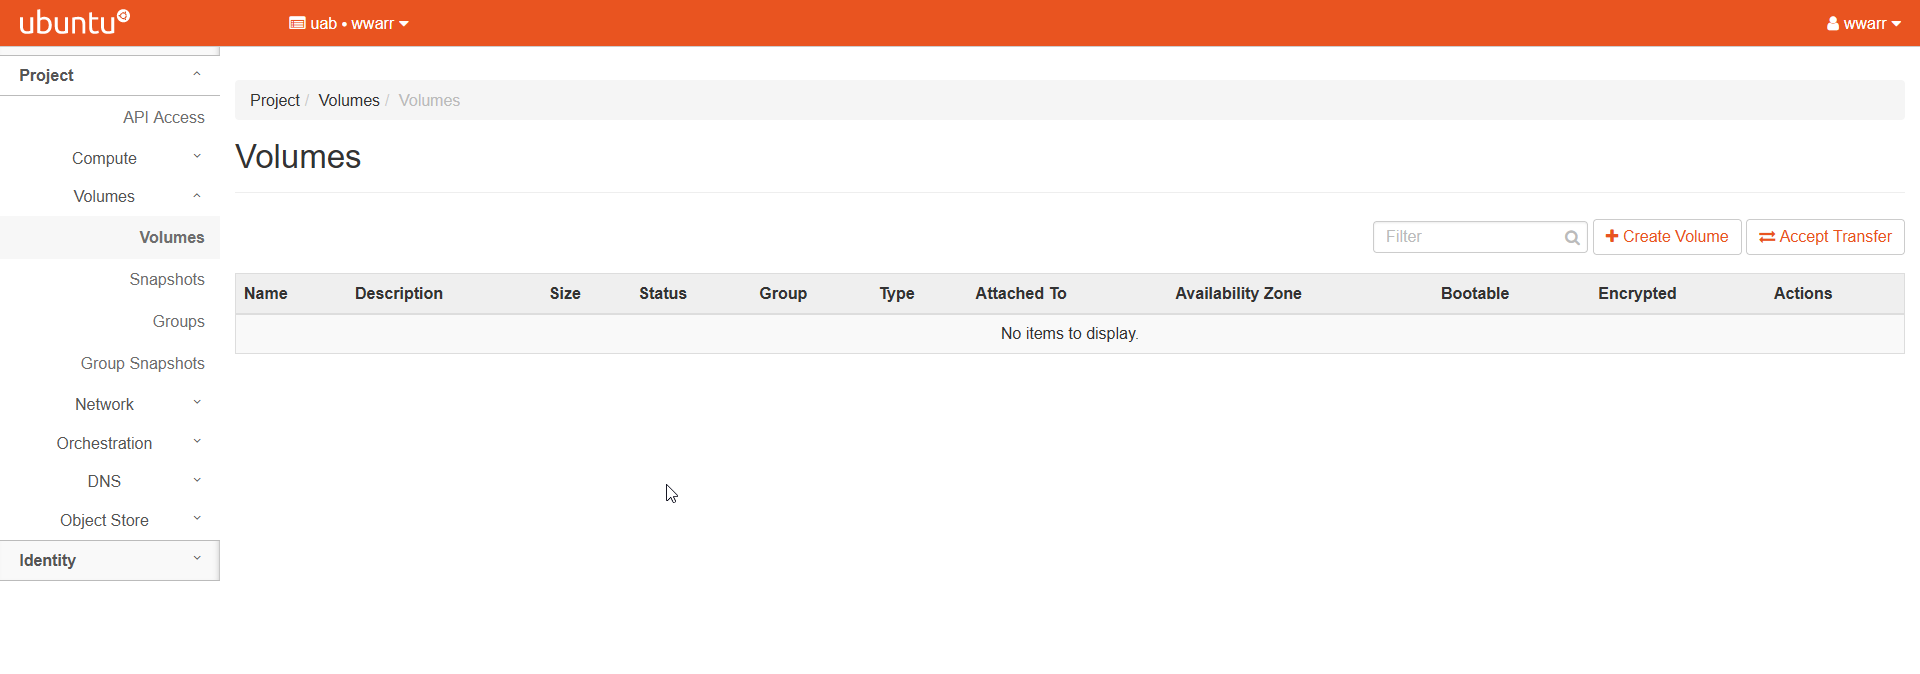 ubuntu
uab • wwarr
wwarr
Project
API Access
Compute
Volumes
Volumes
Snapshots
Groups
Group Snapshots
Network
Orchestration
DNS
Object Store
Identity
Project / Volumes / Volumes
Volumes
Filter
Create Volume
Accept Transfer
Name Description Size Status Group Type Attached To Availability Zone Bootable Encrypted Actions
No items to display.